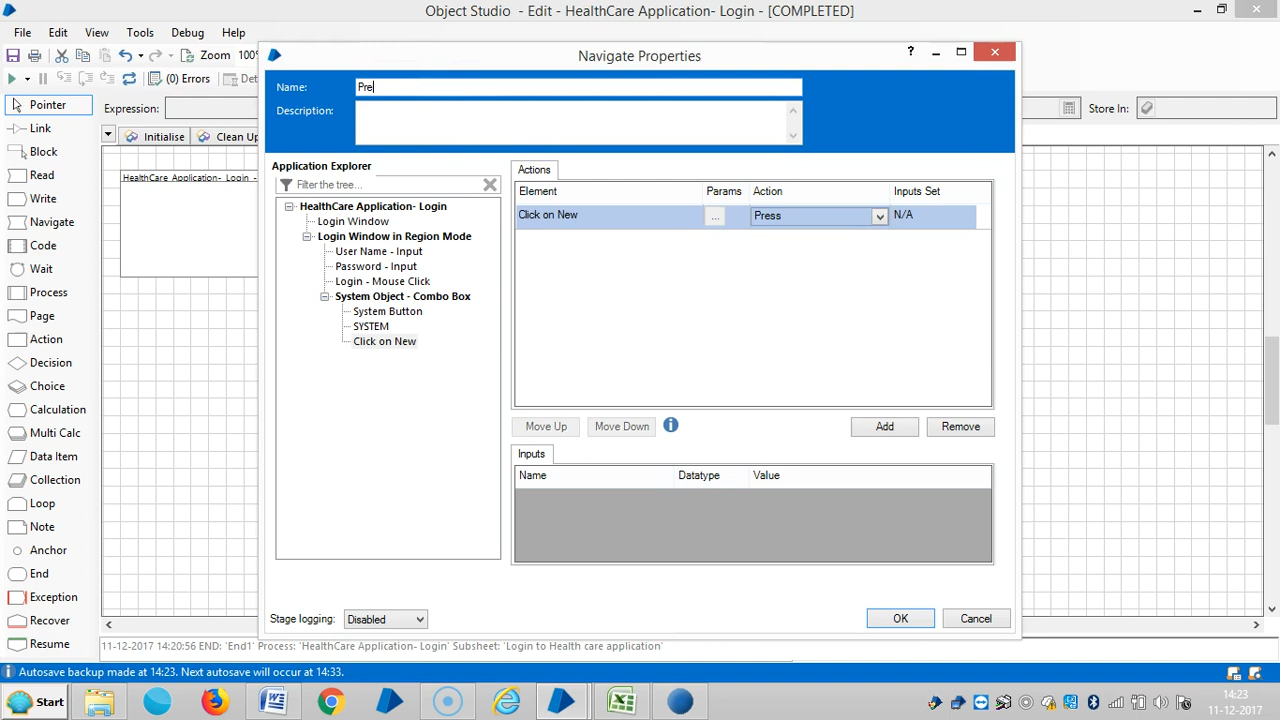 Object Studio - Edit - HealthCare Application- Login - [COMPLETED]
File Edit View Tools Debug Help
Zoom 100%
(0) Errors
Expression:
Store In:
Navigate Properties
?
Name: Pre
Description:
Pointer
Link
Block
Read
Write
Navigate
Code
Wait
Process
Page
Action
Decision
Choice
Calculation
Multi Calc
Data Item
Collection
Loop
Note
Anchor
End
Exception
Recover
Resume
Initialise Clean Up
HealthCare Application- Login -
Application Explorer
Filter the tree...
HealthCare Application- Login
Login Window
Login Window in Region Mode
User Name - Input
Password - Input
Login - Mouse Click
System Object - Combo Box
System Button
SYSTEM
Click on New
Actions
Element Params Action Inputs Set
Click on New ... Press N/A
Move Up Move Down Add Remove
Inputs
Name Datatype Value
Stage logging: Disabled
OK Cancel
11-12-2017 14:20:56 END: 'End1' Process: 'HealthCare Application- Login' Subsheet: 'Login to Health care application'
Autosave backup made at 14:23. Next autosave will occur at 14:33.
Start
14:23
11-12-2017